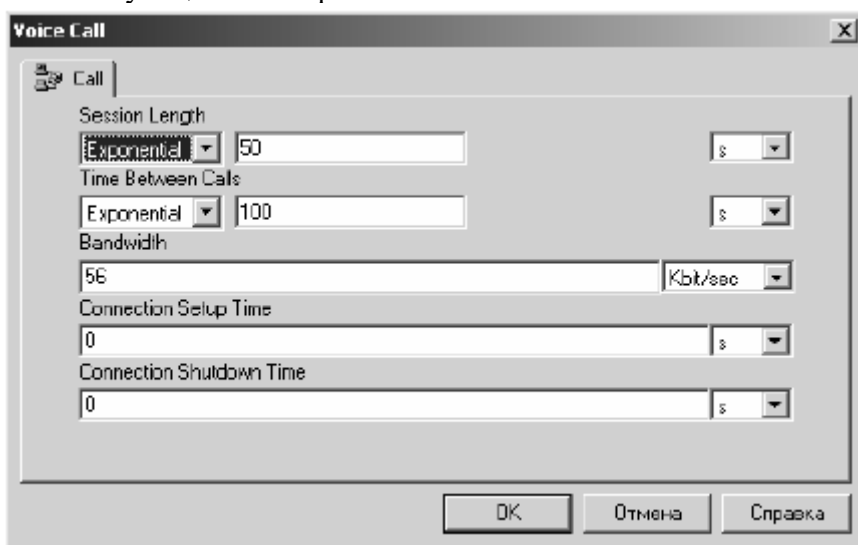 Voice Call
Call
Session Length
Exponential 50 s
Time Between Calls
Exponential 100 s
Bandwidth
56 Kbit/sec
Connection Setup Time
0 s
Connection Shutdown Time
0 s
OK Отмена Справка